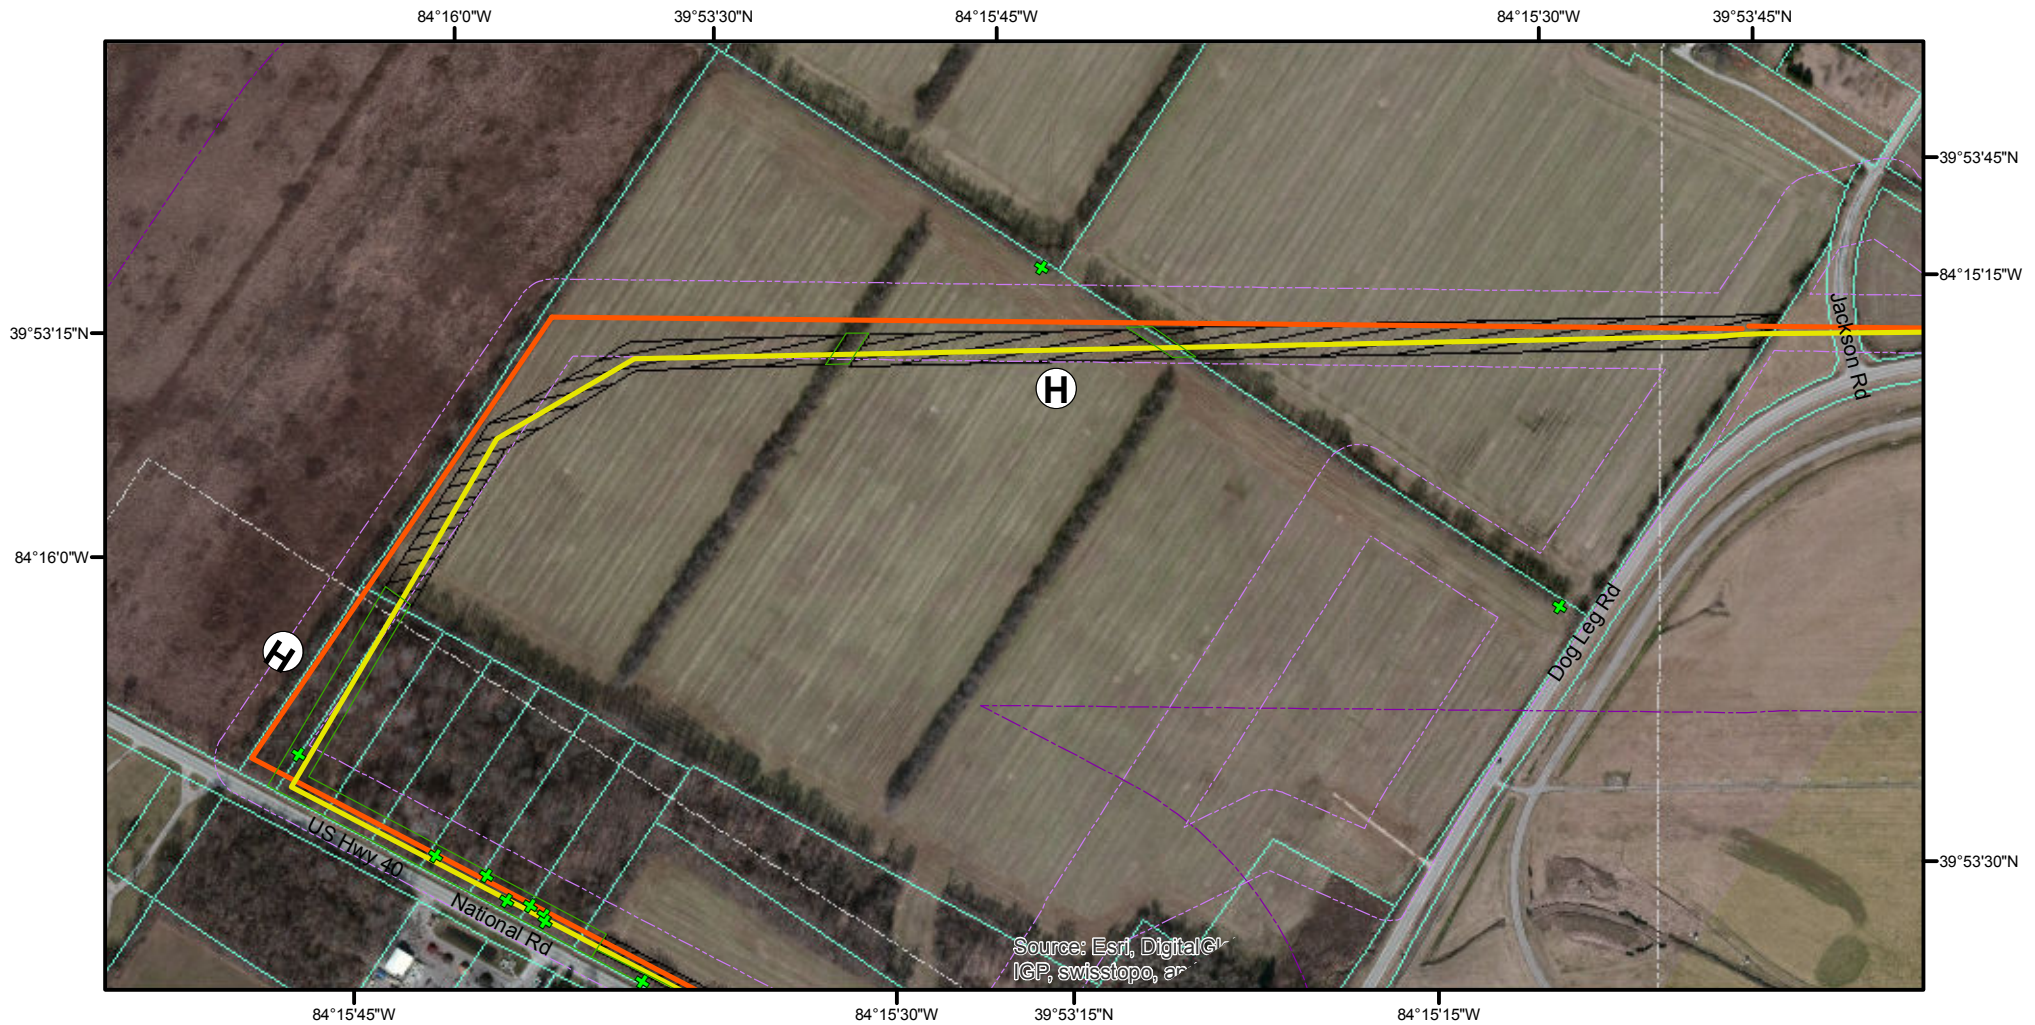 84°16'0"W
39°53'30"N
84°15'45"W
84°15'30"W
39°53'45"N
39°53'45"N
84°15'15"W
Jackson Rd
39°53'15"N
H
84°16'0"W
Dog Leg Rd
H
US Hwy 40
National Rd
39°53'30"N
Source: Esri,
IGP, swisstopo,
84°15'45"W
84°15'30"W
39°53'15"N
84°15'15"W